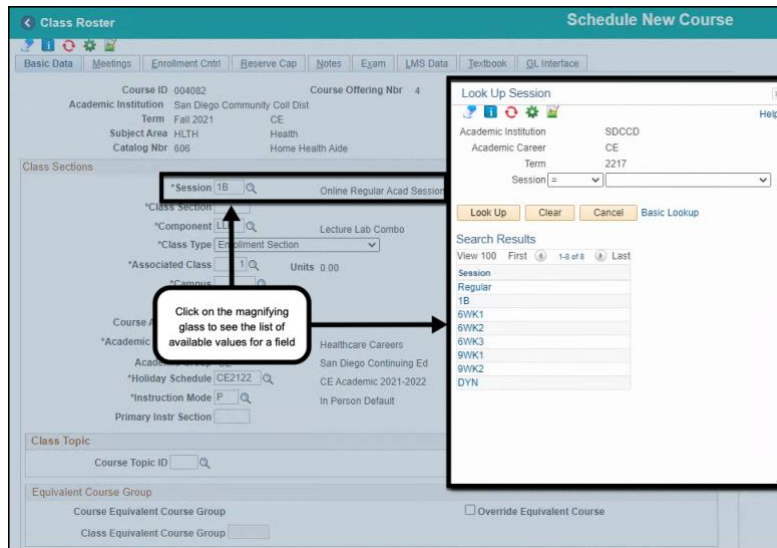 Class Roster
Schedule New Course
Basic Data Meetings Enrollment Cntrl Reserve Cap Notes Exam LMS Data Textbook GL Interface
Course ID 004082 Course Offering Nbr 4
Academic Institution San Diego Community Coll Dist
Term Fall 2021 CE
Subject Area HLTH Health
Catalog Nbr 606 Home Health Aide
Class Sections
*Session 1B Online Regular Acad Session
*Class Section
*Component LLL Lecture Lab Combo
*Class Type Enrollment Section
*Associated Class 1 Units 0.00
*Campus
Course
*Academic Healthcare Careers
San Diego Continuing Ed
*Holiday Schedule CE2122 CE Academic 2021-2022
*Instruction Mode P In Person Default
Primary Instr Section
Class Topic
Course Topic ID
Equivalent Course Group
Course Equivalent Course Group Override Equivalent Course
Class Equivalent Course Group
Click on the magnifying
glass to see the list of
available values for a field
Look Up Session
Help
Academic Institution SDCCD
Academic Career CE
Term 2217
Session =
Look Up Clear Cancel Basic Lookup
Search Results
View 100 First 1-8 of 8 Last
Session
Regular
1B
6WK1
6WK2
6WK3
9WK1
9WK2
DYN